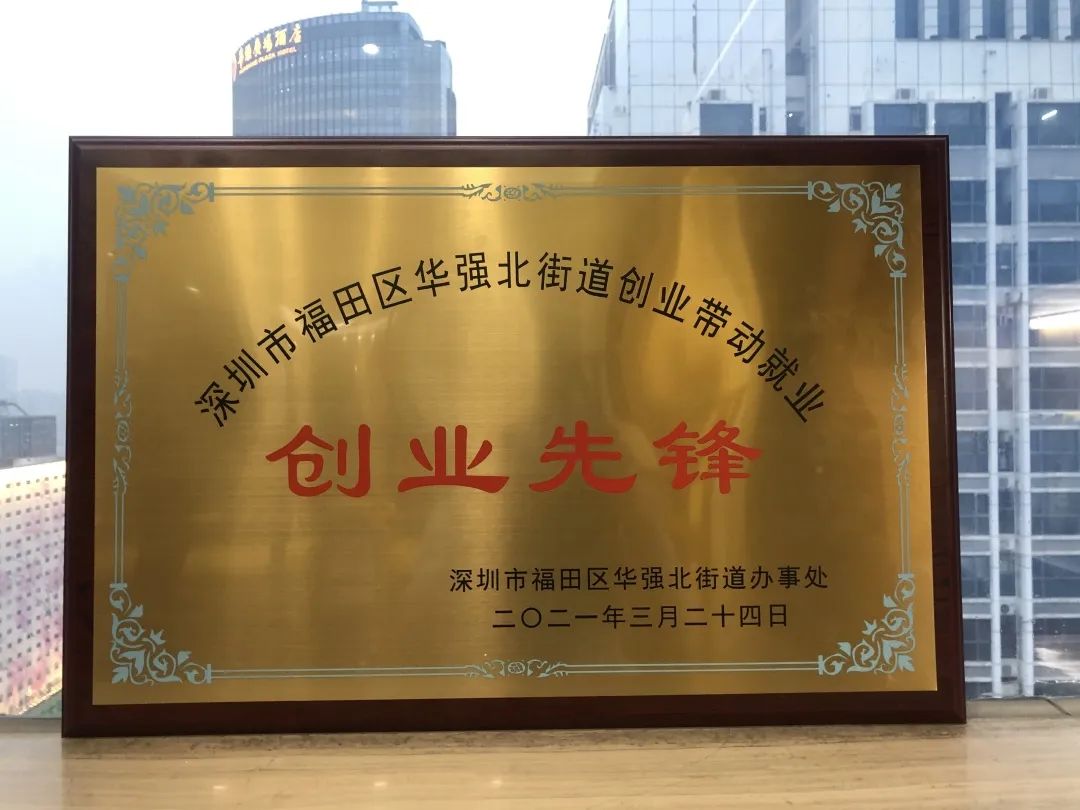 深圳市福田区华强北街道创业带动就业
创业先锋
深圳市福田区华强北街道办事处
二〇二一年三月二十四日